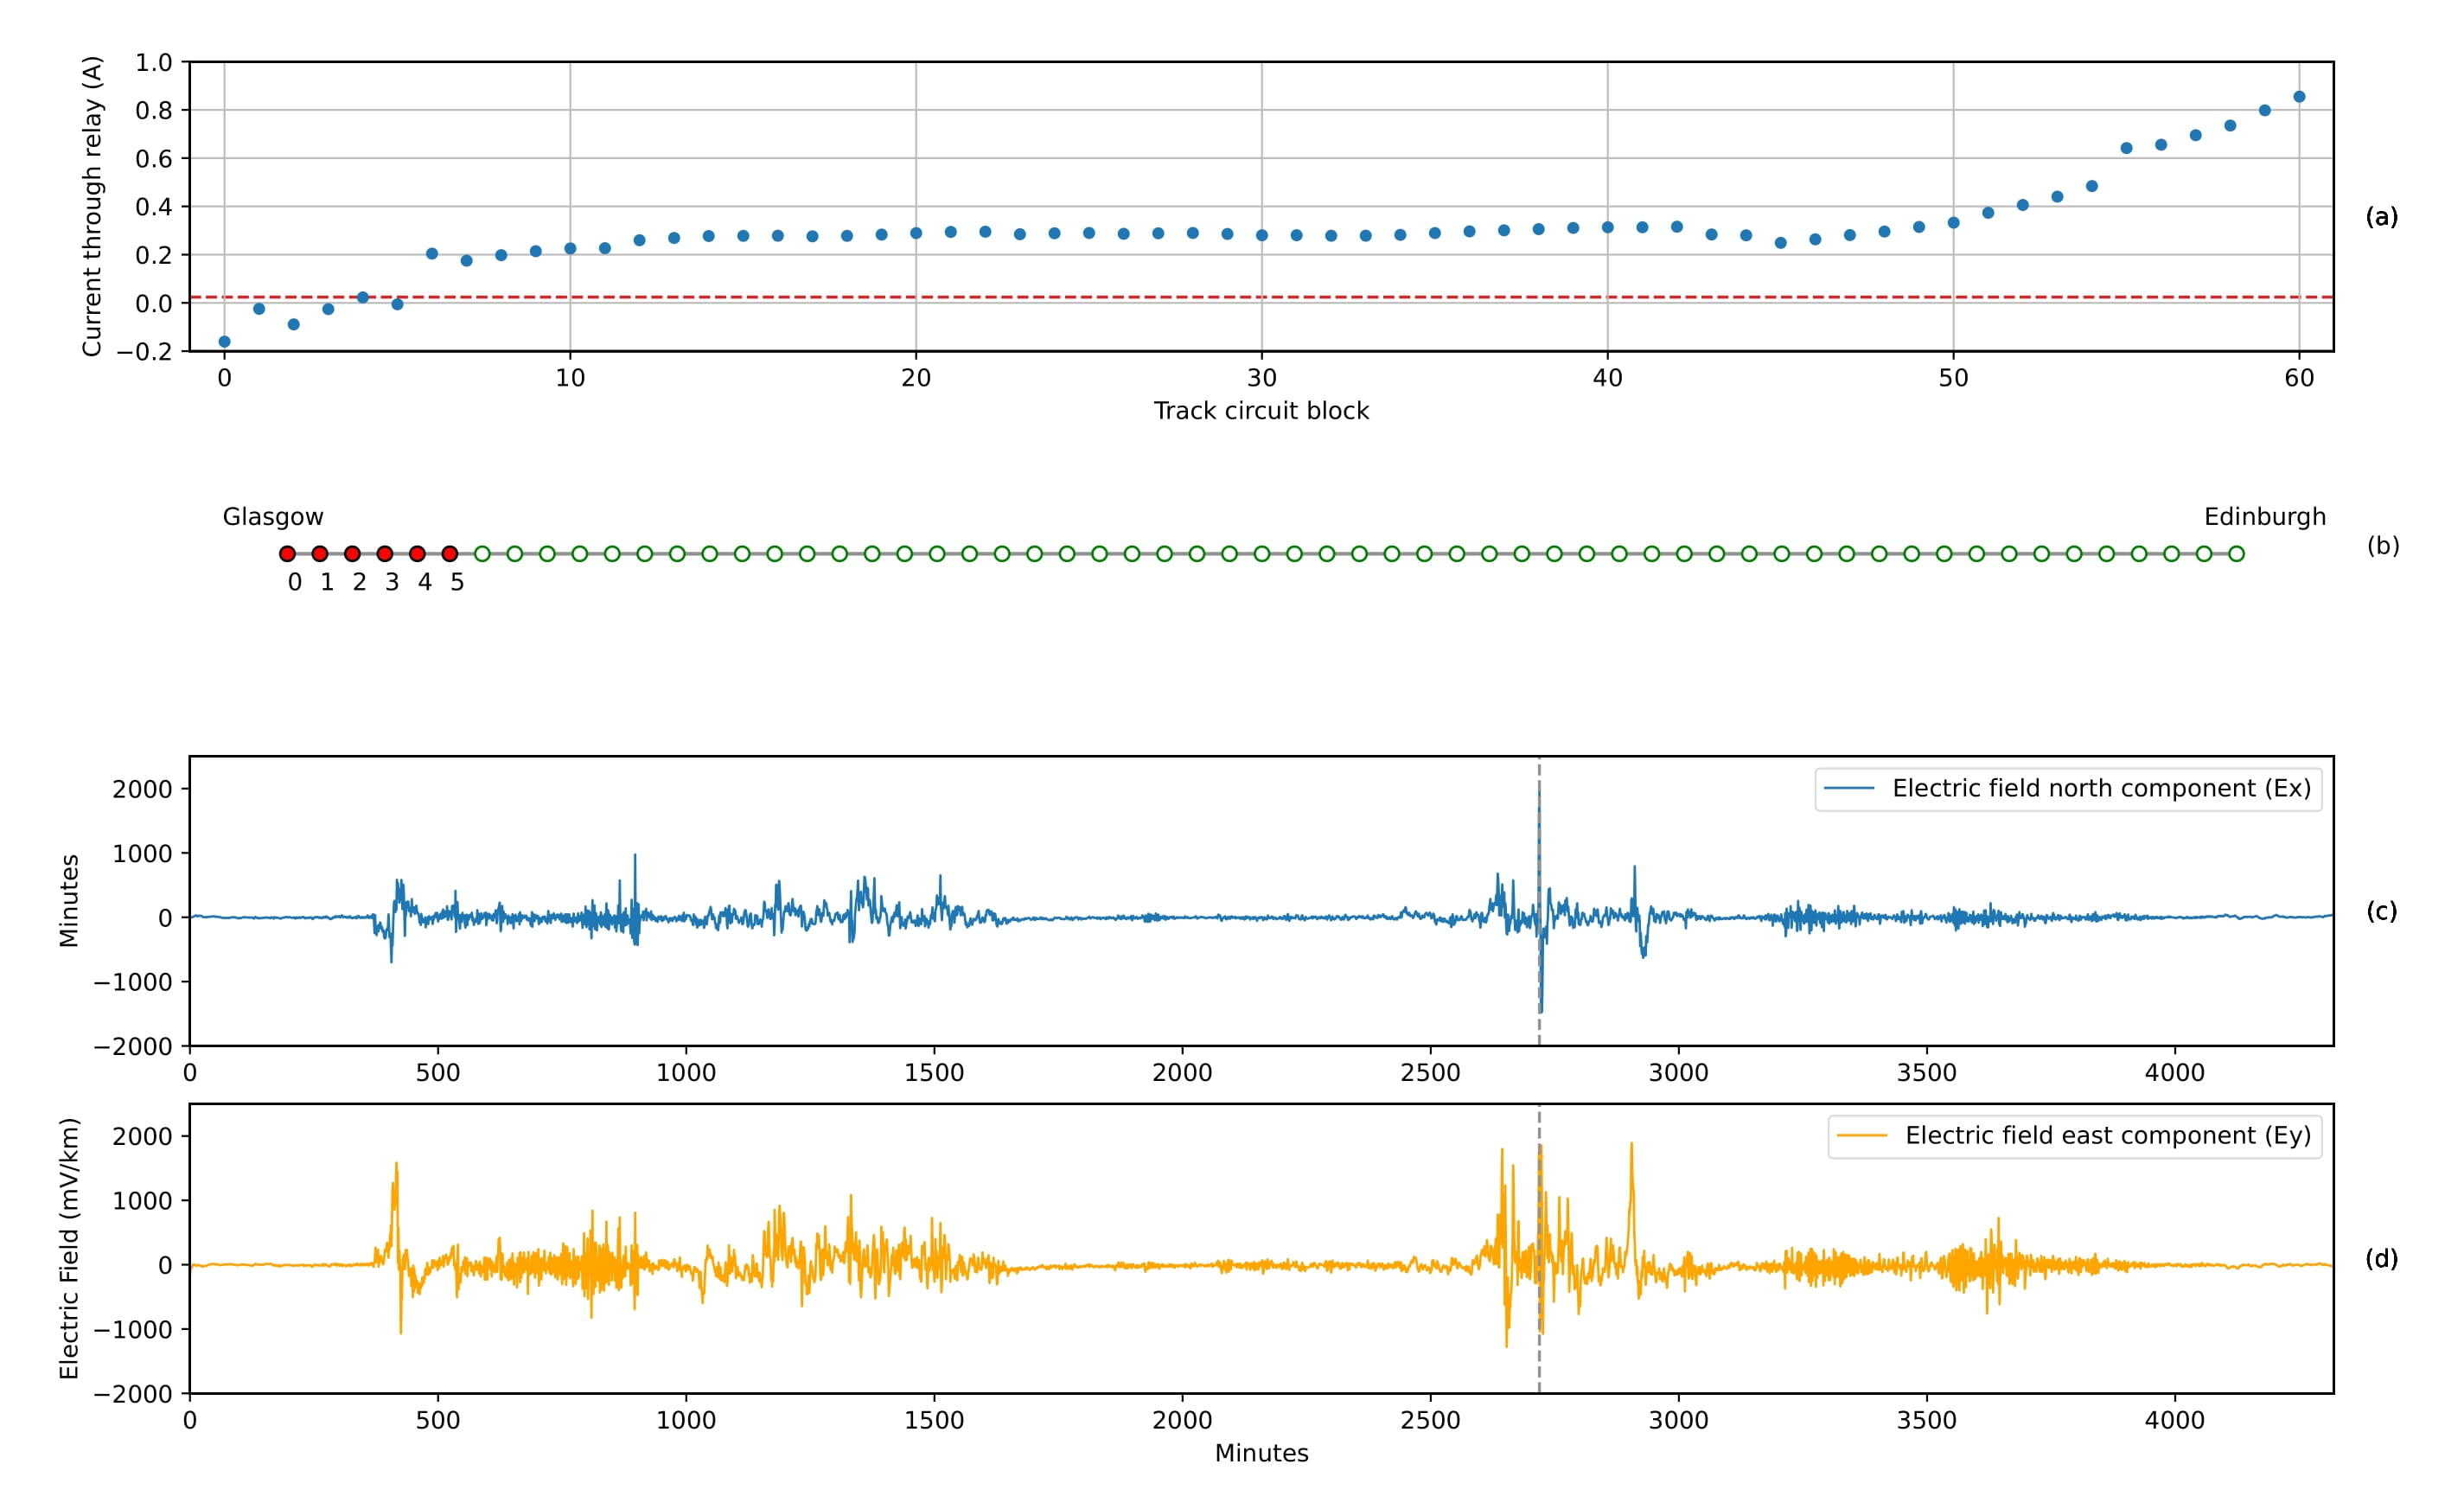 1.0
0.8
0.6
0.4
0.2
0.0
−0.2
Current through relay (A)
(a)
0 10 20 30 40 50 60
Track circuit block
Glasgow Edinburgh
(b)
0 1 2 3 4 5
2000
1000
0
−1000
−2000
Minutes
Electric field north component (Ex)
(c)
0 500 1000 1500 2000 2500 3000 3500 4000
2000
1000
0
−1000
−2000
Electric Field (mV/km)
Electric field east component (Ey)
(d)
0 500 1000 1500 2000 2500 3000 3500 4000
Minutes